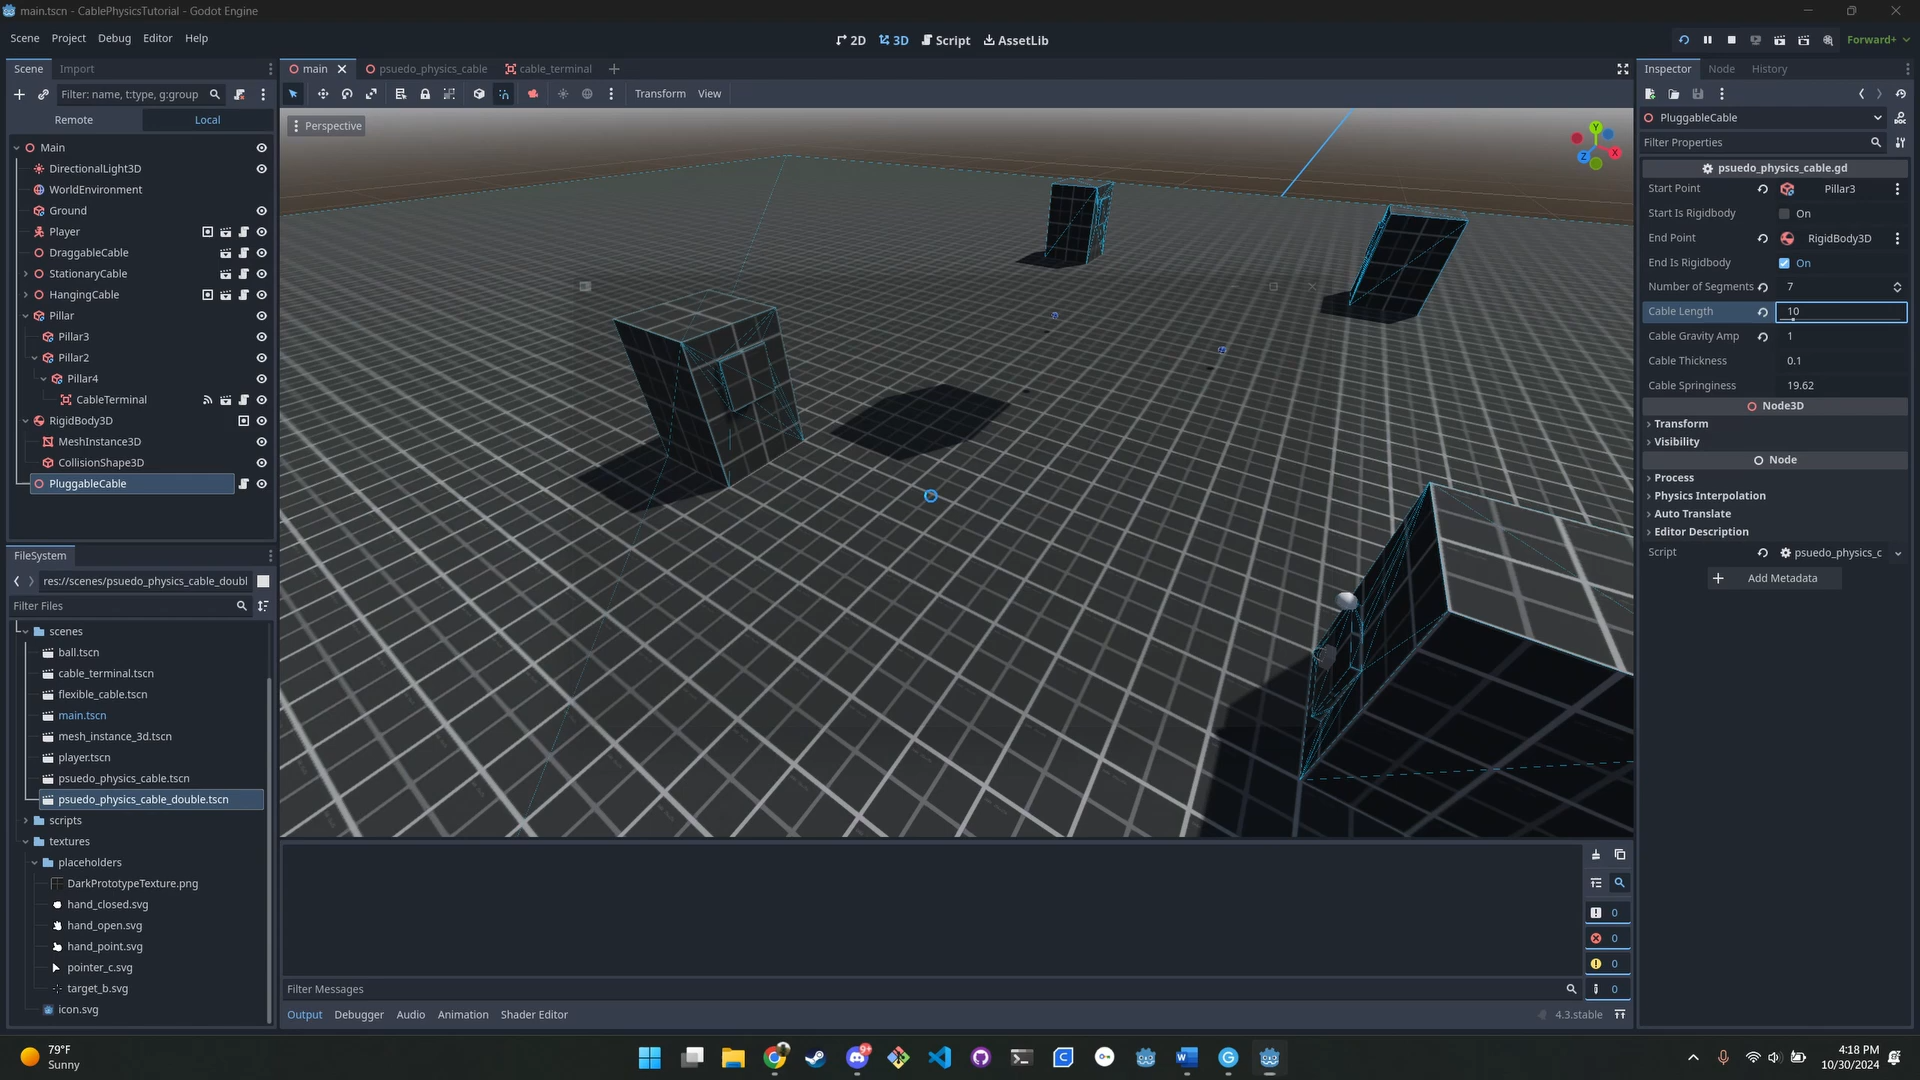 main.tscn - CablePhysicsTutorial - Godot Engine
Scene Project Debug Editor Help
2D 3D Script AssetLib
Forward+
Scene Import
main psuedo_physics_cable cable_terminal
Inspector Node History
Filter: name, t:type, g:group
Transform View
Remote Local
PluggableCable
Perspective
Filter Properties
Y
X
Z
Main
DirectionalLight3D
WorldEnvironment
Ground
Player
DraggableCable
StationaryCable
HangingCable
Pillar
Pillar3
Pillar2
Pillar4
CableTerminal
RigidBody3D
MeshInstance3D
CollisionShape3D
PluggableCable
psuedo_physics_cable.gd
Start Point Pillar3
Start Is Rigidbody On
End Point RigidBody3D
End Is Rigidbody On
Number of Segments 7
Cable Length 10
Cable Gravity Amp 1
Cable Thickness 0.1
Cable Springiness 19.62
Node3D
Transform
Visibility
Node
Process
Physics Interpolation
Auto Translate
Editor Description
Script psuedo_physics_c
Add Metadata
FileSystem
res://scenes/psuedo_physics_cable_doubl
Filter Files
scenes
ball.tscn
cable_terminal.tscn
flexible_cable.tscn
main.tscn
mesh_instance_3d.tscn
player.tscn
psuedo_physics_cable.tscn
psuedo_physics_cable_double.tscn
scripts
textures
placeholders
DarkPrototypeTexture.png
hand_closed.svg
hand_open.svg
hand_point.svg
pointer_c.svg
target_b.svg
icon.svg
0
0
0
0
Filter Messages
Output Debugger Audio Animation Shader Editor
4.3.stable
79°F
Sunny
9+
4:18 PM
10/30/2024